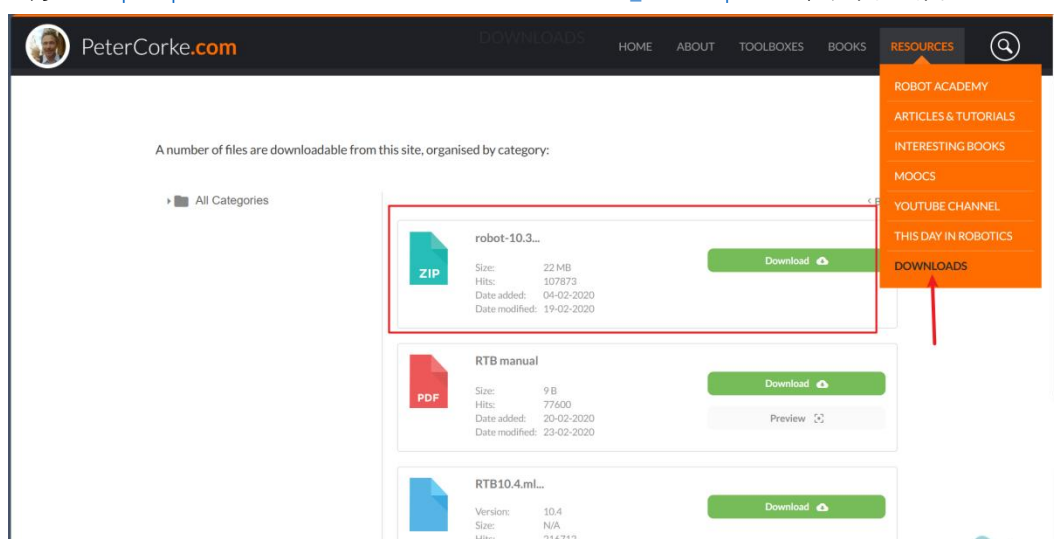 PeterCorke.com
DOWNLOADS
HOME
ABOUT
TOOLBOXES
BOOKS
RESOURCES
ROBOT ACADEMY
ARTICLES & TUTORIALS
INTERESTING BOOKS
MOOCS
YOUTUBE CHANNEL
THIS DAY IN ROBOTICS
DOWNLOADS
A number of files are downloadable from this site, organised by category:
All Categories
ZIP
robot-10.3...
Size: 22 MB
Hits: 107873
Date added: 04-02-2020
Date modified: 19-02-2020
Download
PDF
RTB manual
Size: 9 B
Hits: 77600
Date added: 20-02-2020
Date modified: 23-02-2020
Download
Preview
RTB10.4.ml...
Version: 10.4
Size: N/A
Download